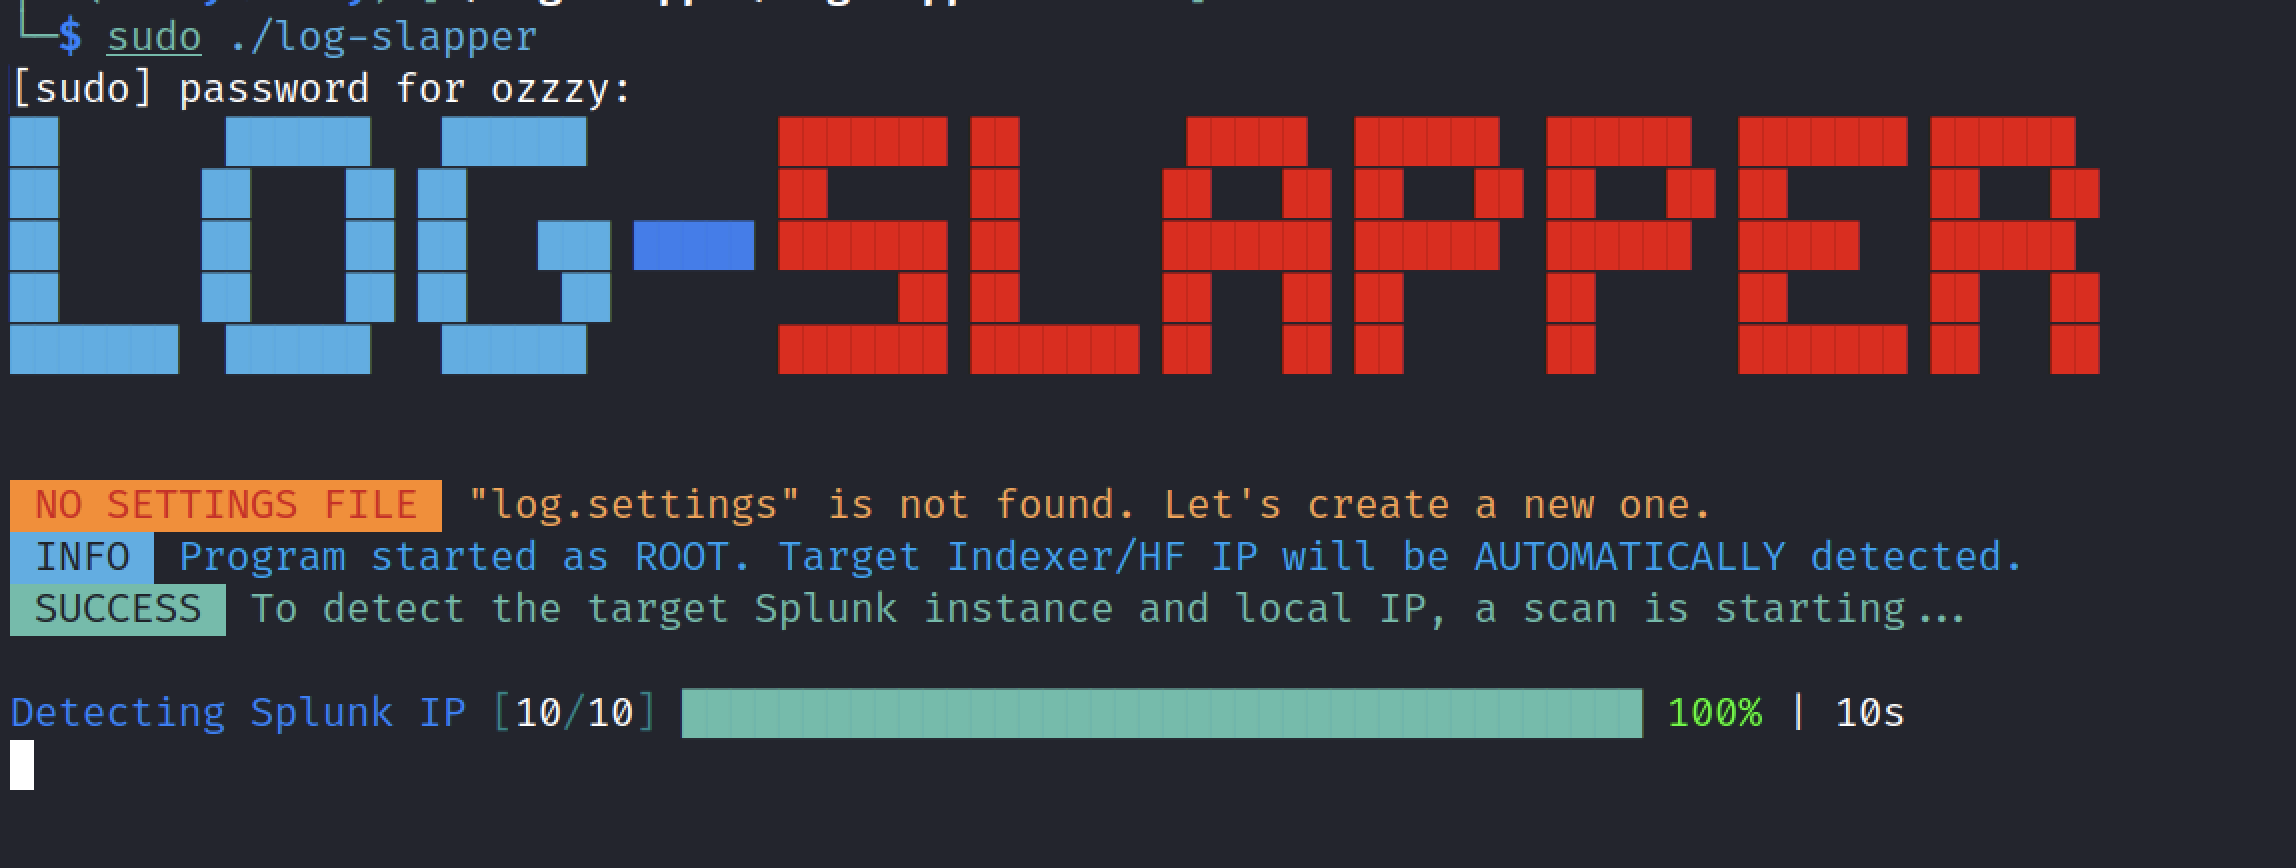 └─$ sudo ./log-slapper
[sudo] password for ozzzy:
LOG-SLAPPER
NO SETTINGS FILE "log.settings" is not found. Let's create a new one.
INFO Program started as ROOT. Target Indexer/HF IP will be AUTOMATICALLY detected.
SUCCESS To detect the target Splunk instance and local IP, a scan is starting...
Detecting Splunk IP [10/10] 100% | 10s